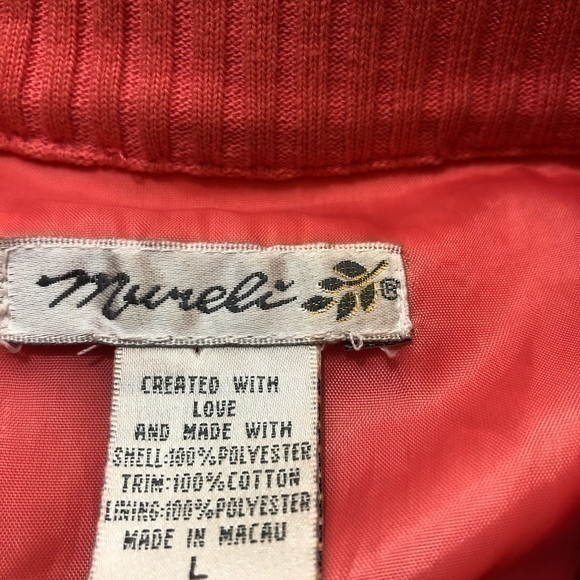 Mureli ®
CREATED WITH
LOVE
AND MADE WITH
SHELL:100%POLYESTER
TRIM:100%COTTON
LINING:100%POLYESTER
MADE IN MACAU
L